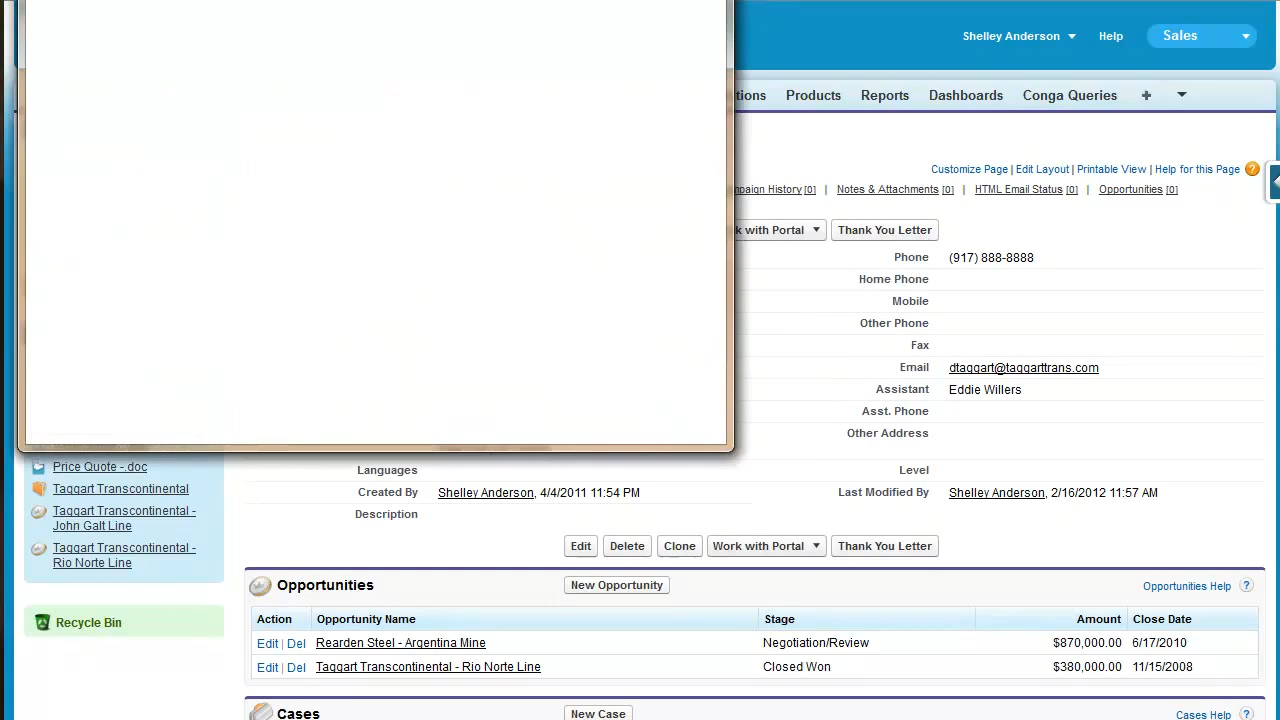 Shelley Anderson Help Sales
tions Products Reports Dashboards Conga Queries +
Customize Page | Edit Layout | Printable View | Help for this Page ?
mpaign History [0] | Notes & Attachments [0] | HTML Email Status [0] | Opportunities [0]
k with Portal Thank You Letter
Phone (917) 888-8888
Home Phone
Mobile
Other Phone
Fax
Email dtaggart@taggarttrans.com
Assistant Eddie Willers
Asst. Phone
Other Address
Price Quote -.doc
Taggart Transcontinental
Taggart Transcontinental -
John Galt Line
Taggart Transcontinental -
Rio Norte Line
Recycle Bin
Languages Level
Created By Shelley Anderson, 4/4/2011 11:54 PM Last Modified By Shelley Anderson, 2/16/2012 11:57 AM
Description
Edit Delete Clone Work with Portal Thank You Letter
Opportunities New Opportunity Opportunities Help ?
Action Opportunity Name Stage Amount Close Date
Edit | Del Rearden Steel - Argentina Mine Negotiation/Review $870,000.00 6/17/2010
Edit | Del Taggart Transcontinental - Rio Norte Line Closed Won $380,000.00 11/15/2008
Cases New Case Cases Help ?